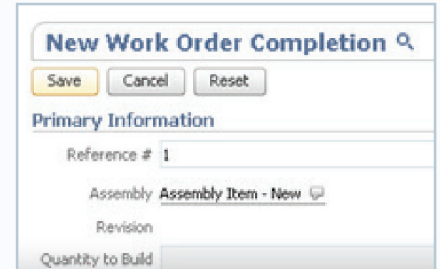 New Work Order Completion
Save Cancel Reset
Primary Information
Reference # 1
Assembly Assembly Item - New
Revision
Quantity to Build